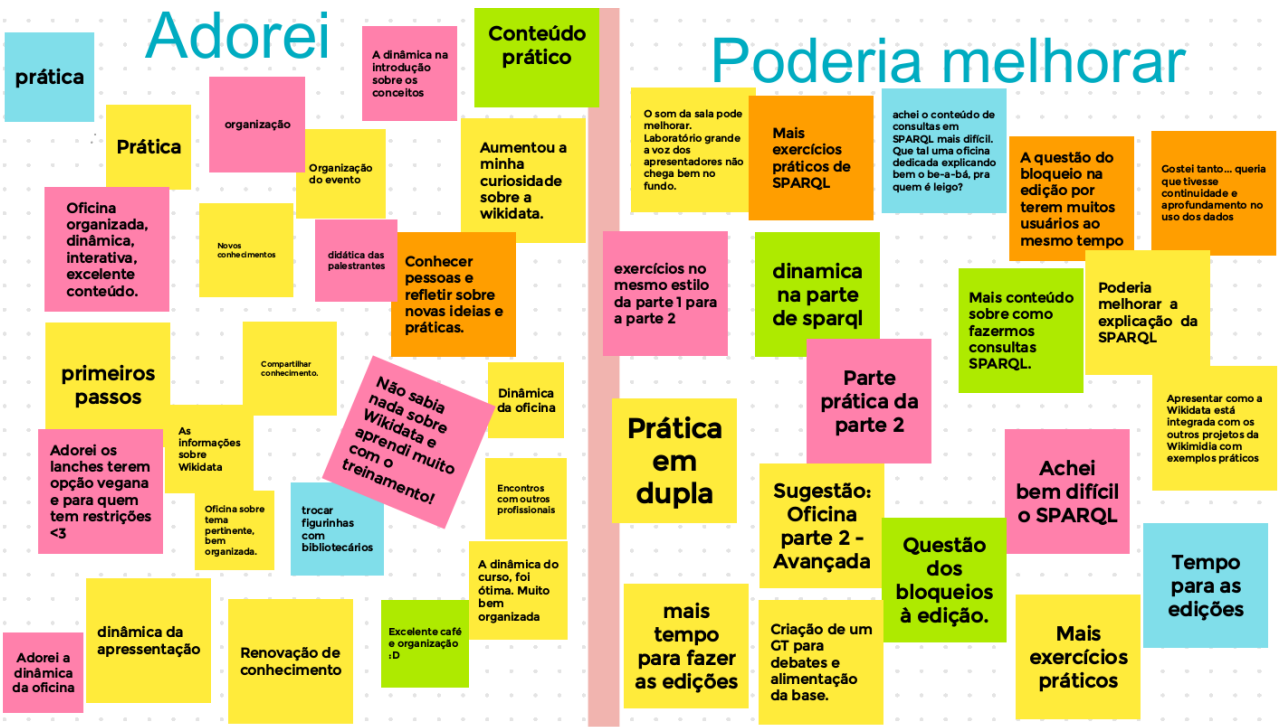 Adorei
prática
Prática
organização
A dinâmica na
introdução
sobre os
conceitos
Conteúdo
prático
Organização
do evento
Aumentou a
minha
curiosidade
sobre a
wikidata.
Oficina
organizada,
dinâmica,
interativa,
excelente
conteúdo.
Novos
conhecimentos
didática das
palestrantes
Conhecer
pessoas e
refletir sobre
novas ideias e
práticas.
primeiros
passos
Compartilhar
conhecimento.
Não sabia
nada sobre
Wikidata e
aprendi muito
com o
treinamento!
Dinâmica
da oficina
As
informações
sobre
Wikidata
Adorei os
lanches terem
opção vegana
e para quem
tem restrições
<3
Oficina sobre
tema
pertinente,
bem
organizada.
trocar
figurinhas
com
bibliotecários
Encontros
com outros
profissionais
A dinâmica do
curso, foi
ótima. Muito
bem
organizada
dinâmica da
apressentação
Renovação de
conhecimento
Excelente café
e organização
:D
Adorei a
dinâmica
da oficina
Poderia melhorar
O som da sala pode
melhorar.
Laboratório grande
a voz dos
apresentadores não
chega bem no
fundo.
Mais
exercícios
práticos de
SPARQL
achei o conteúdo de
consultas em
SPARQL mais difícil.
Que tal uma oficina
dedicada explicando
bem o be-a-bá, pra
quem é leigo?
A questão do
bloqueio na
edição por
terem muitos
usuários ao
mesmo tempo
Gostei tanto... queria
que tivesse
continuidade e
aprofundamento no
uso dos dados
exercícios no
mesmo estilo
da parte 1 para
a parte 2
dinamica
na parte
de sparql
Mais conteúdo
sobre como
fazermos
consultas
SPARQL.
Poderia
melhorar a
explicação da
SPARQL
Parte
prática da
parte 2
Apresentar como a
Wikidata está
integrada com os
outros projetos da
Wikimidia com
exemplos práticos
Prática
em
dupla
Sugestão:
Oficina
parte 2 -
Avançada
Achei
bem difícil
o SPARQL
Questão
dos
bloqueios
à edição.
Tempo
para as
edições
mais
tempo
para fazer
as edições
Criação de um
GT para
debates e
alimentação
da base.
Mais
exercícios
práticos